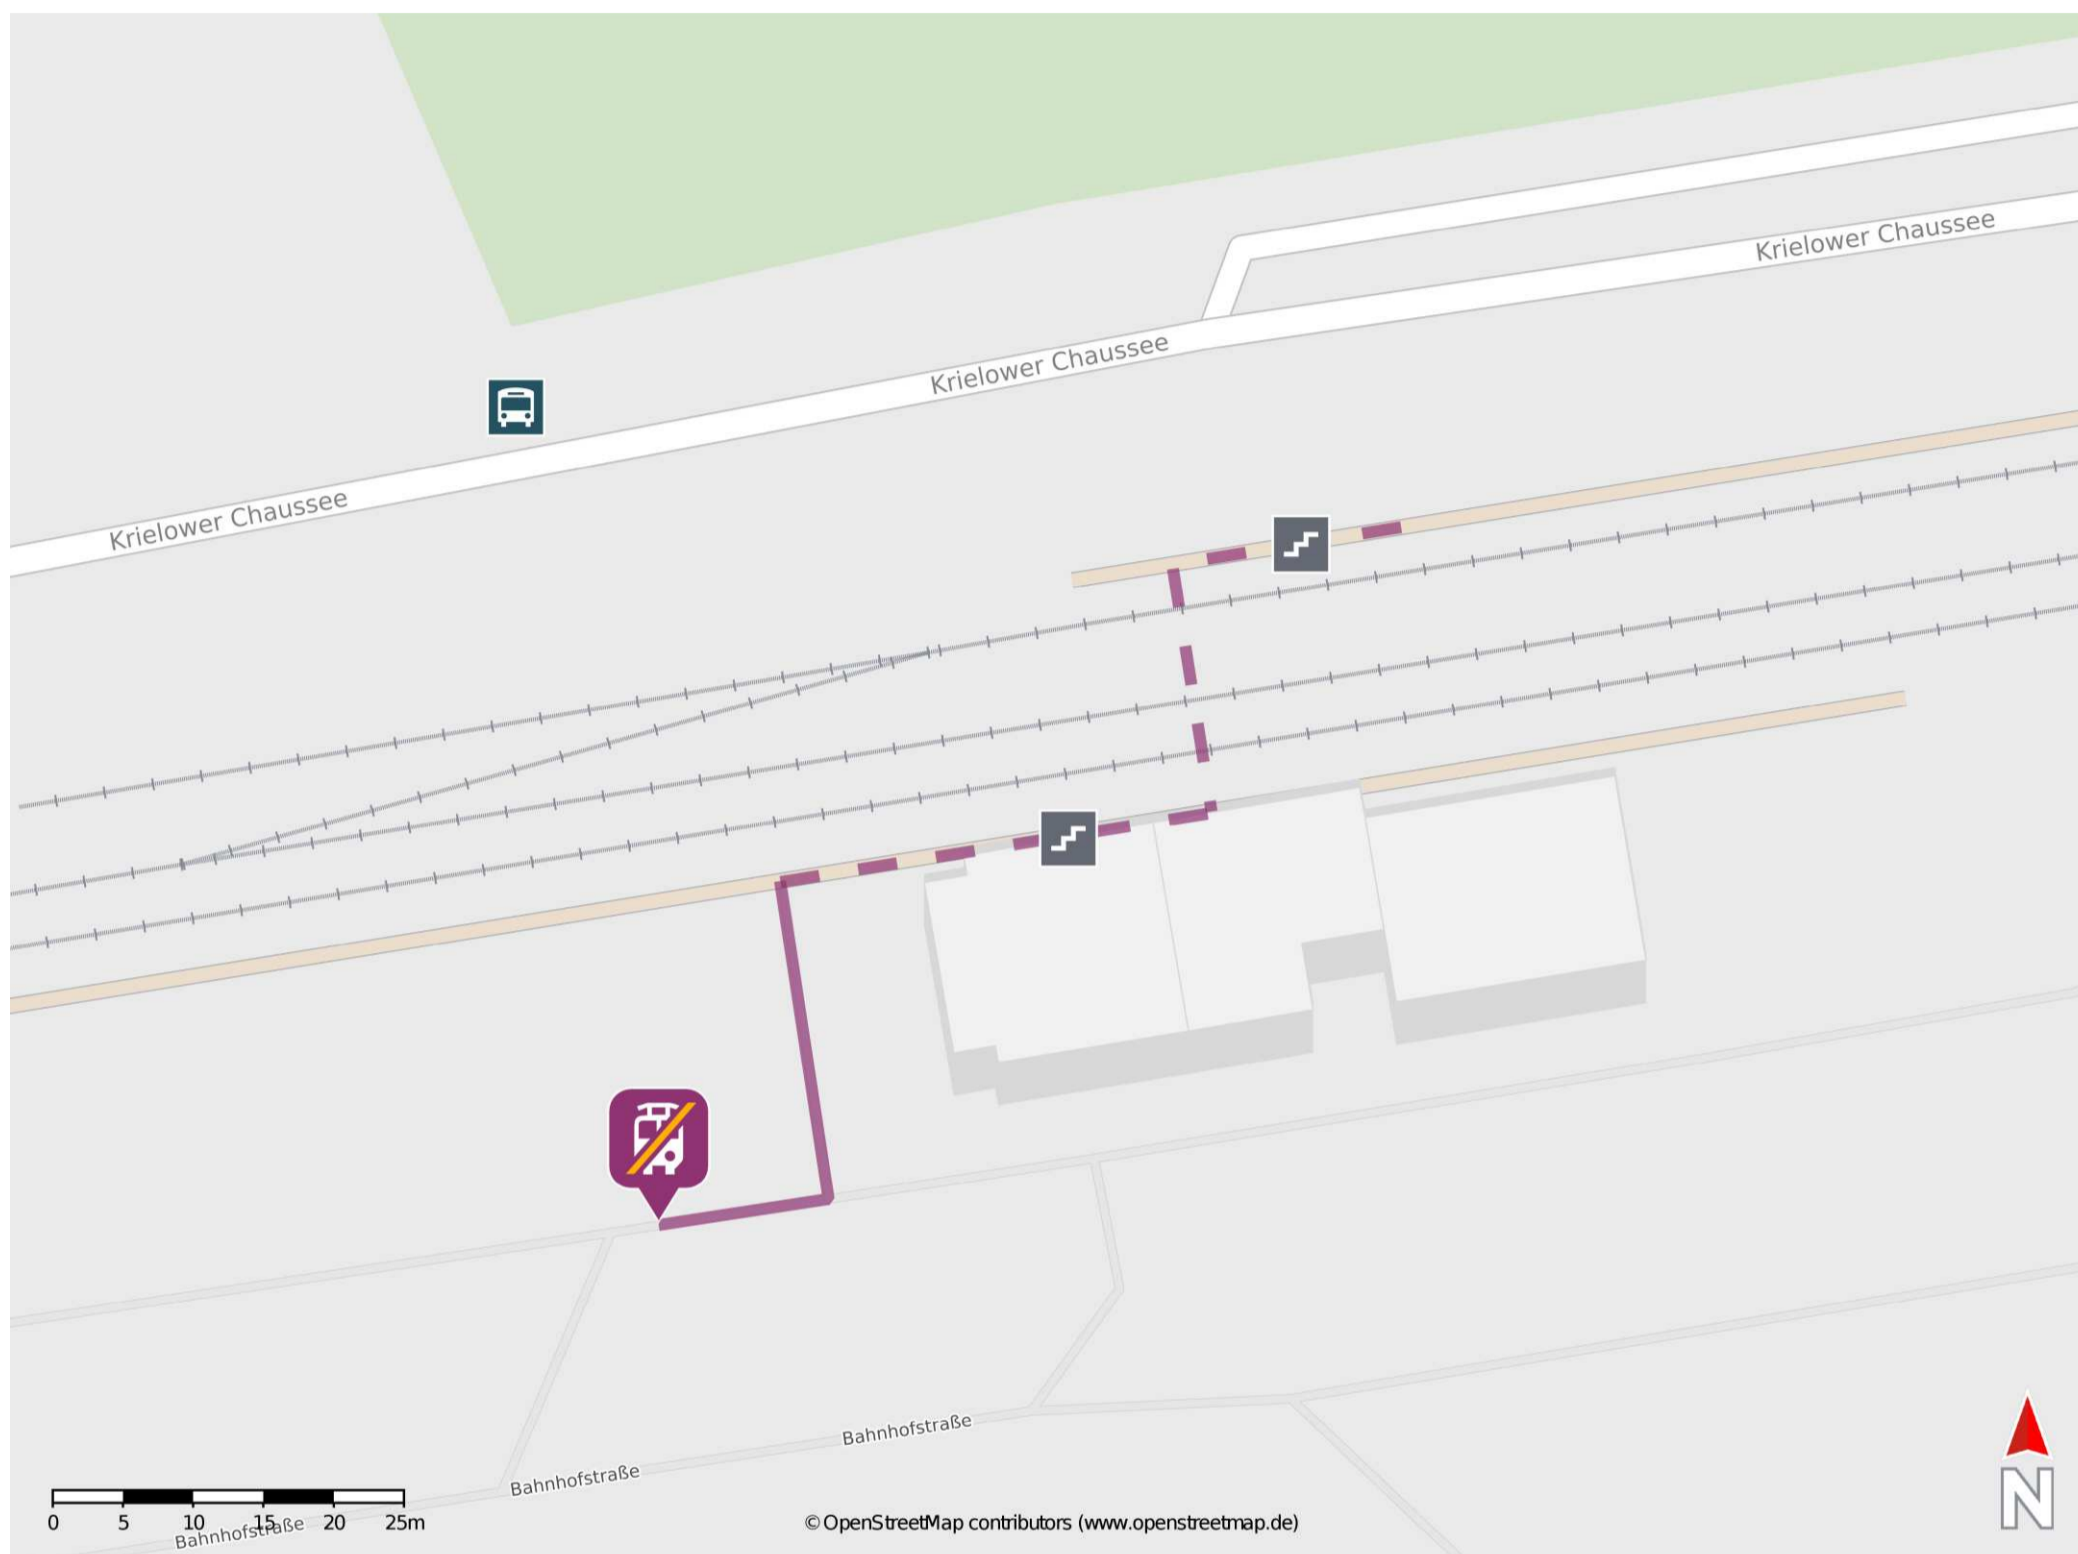 Krielower Chaussee
Krielower Chaussee
Krielower Chaussee
Bahnhofstraße
Bahnhofstraße
Bahnhofstraße
0 5 10 15 20 25m
© OpenStreetMap contributors (www.openstreetmap.de)
N